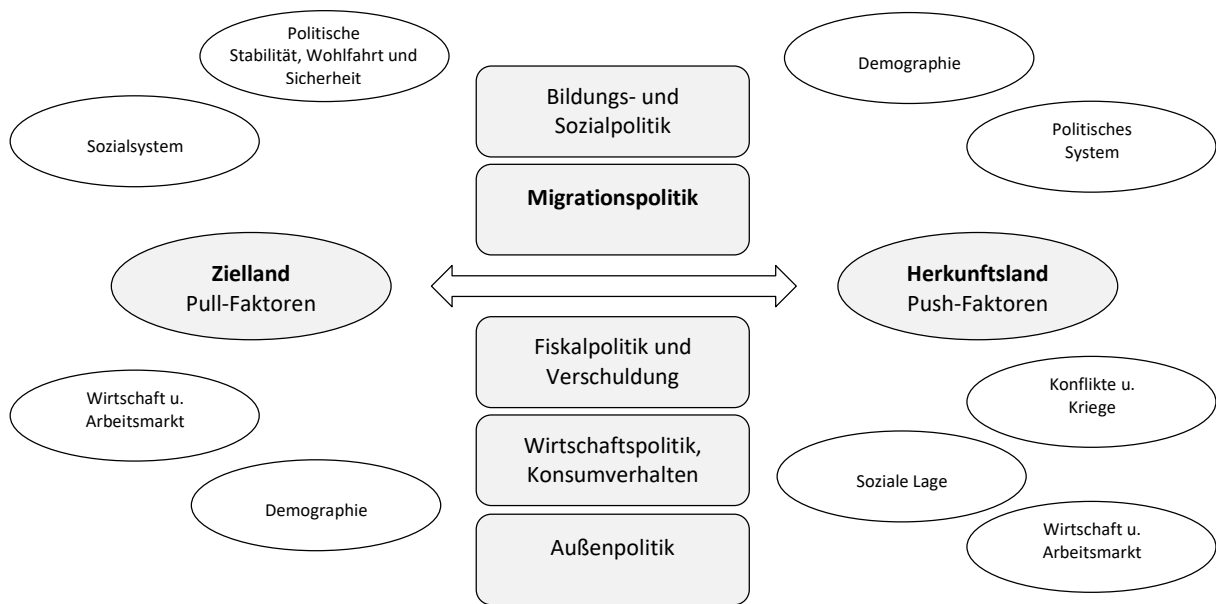 Politische
Stabilität, Wohlfahrt und
Sicherheit
Sozialsystem
Bildungs- und
Sozialpolitik
Migrationspolitik
Demographie
Politisches
System
Zielland
Pull-Faktoren
Herkunftsland
Push-Faktoren
Fiskalpolitik und
Verschuldung
Wirtschaftspolitik,
Konsumverhalten
Außenpolitik
Wirtschaft u.
Arbeitsmarkt
Demographie
Konflikte u.
Kriege
Soziale Lage
Wirtschaft u.
Arbeitsmarkt